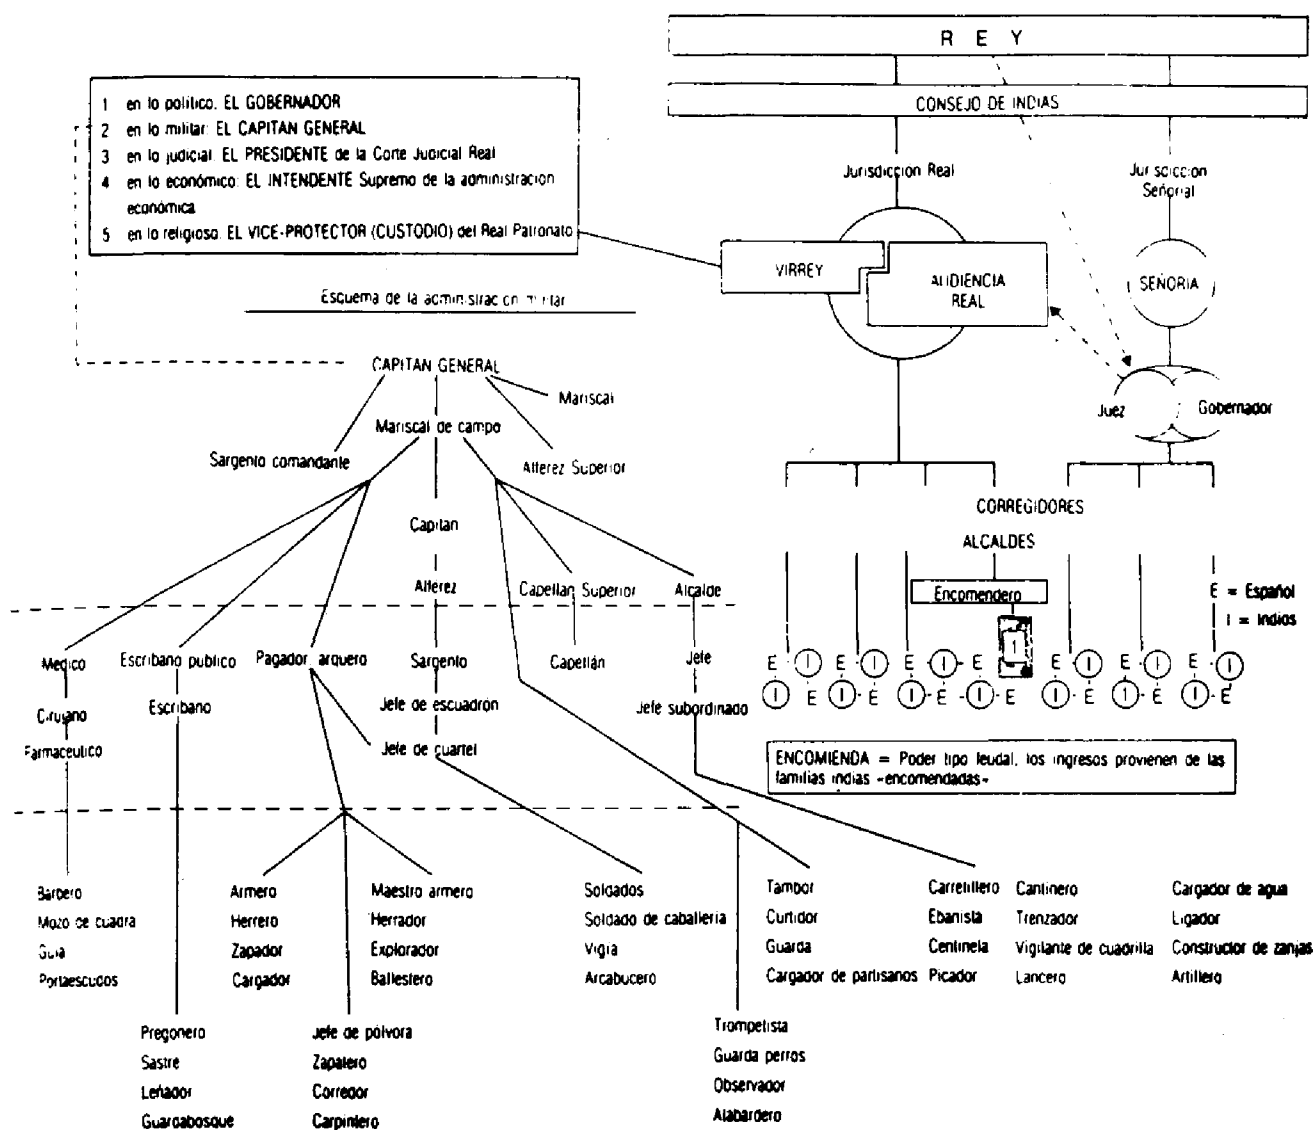 R E Y
CONSEJO DE INDIAS
1 en lo político: EL GOBERNADOR
2 en lo militar: EL CAPITAN GENERAL
3 en lo judicial: EL PRESIDENTE de la Corte Judicial Real
4 en lo económico: EL INTENDENTE Supremo de la administracion
económica
5 en lo religioso: EL VICE-PROTECTOR (CUSTODIO) del Real Patronato
Jurisdiccion Real
Jurisdiccion
Señorial
VIRREY
AUDIENCIA
REAL
SEÑORIA
Juez
Gobernador
Esquema de la administracion militar
CAPITAN GENERAL
Mariscal
Mariscal de campo
Sargento comandante
Alferez Superior
Capitan
Alferez
Capellan Superior
Alcalde
CORREGIDORES
ALCALDES
Encomendero
E = Español
I = Indios
Medico
Escribano publico
Pagador arquero
Sargento
Capellán
Jefe
E I E I E I E 1 E I E I E I
I E I E I E I E I E 1 E I E
Cirujano
Escribano
Jefe de escuadrón
Jefe subordinado
Farmaceutico
Jefe de cuartel
ENCOMIENDA = Poder tipo feudal, los ingresos provienen de las
familias indias «encomendadas»
Barbero
Mozo de cuadra
Guia
Portaescudos
Armero
Herrero
Zapador
Cargador
Maestro armero
Herrador
Explorador
Ballestero
Soldados
Soldado de caballeria
Vigía
Arcabucero
Tambor
Curtidor
Guarda
Cargador de partisanos
Carretillero
Ebanista
Centinela
Picador
Cantinero
Trenzador
Vigilante de cuadrilla
Lancero
Cargador de agua
Ligador
Constructor de zanjas
Artillero
Pregonero
Sastre
Leñador
Guardabosque
Jefe de pólvora
Zapatero
Corredor
Carpintero
Trompetista
Guarda perros
Observador
Alabardero